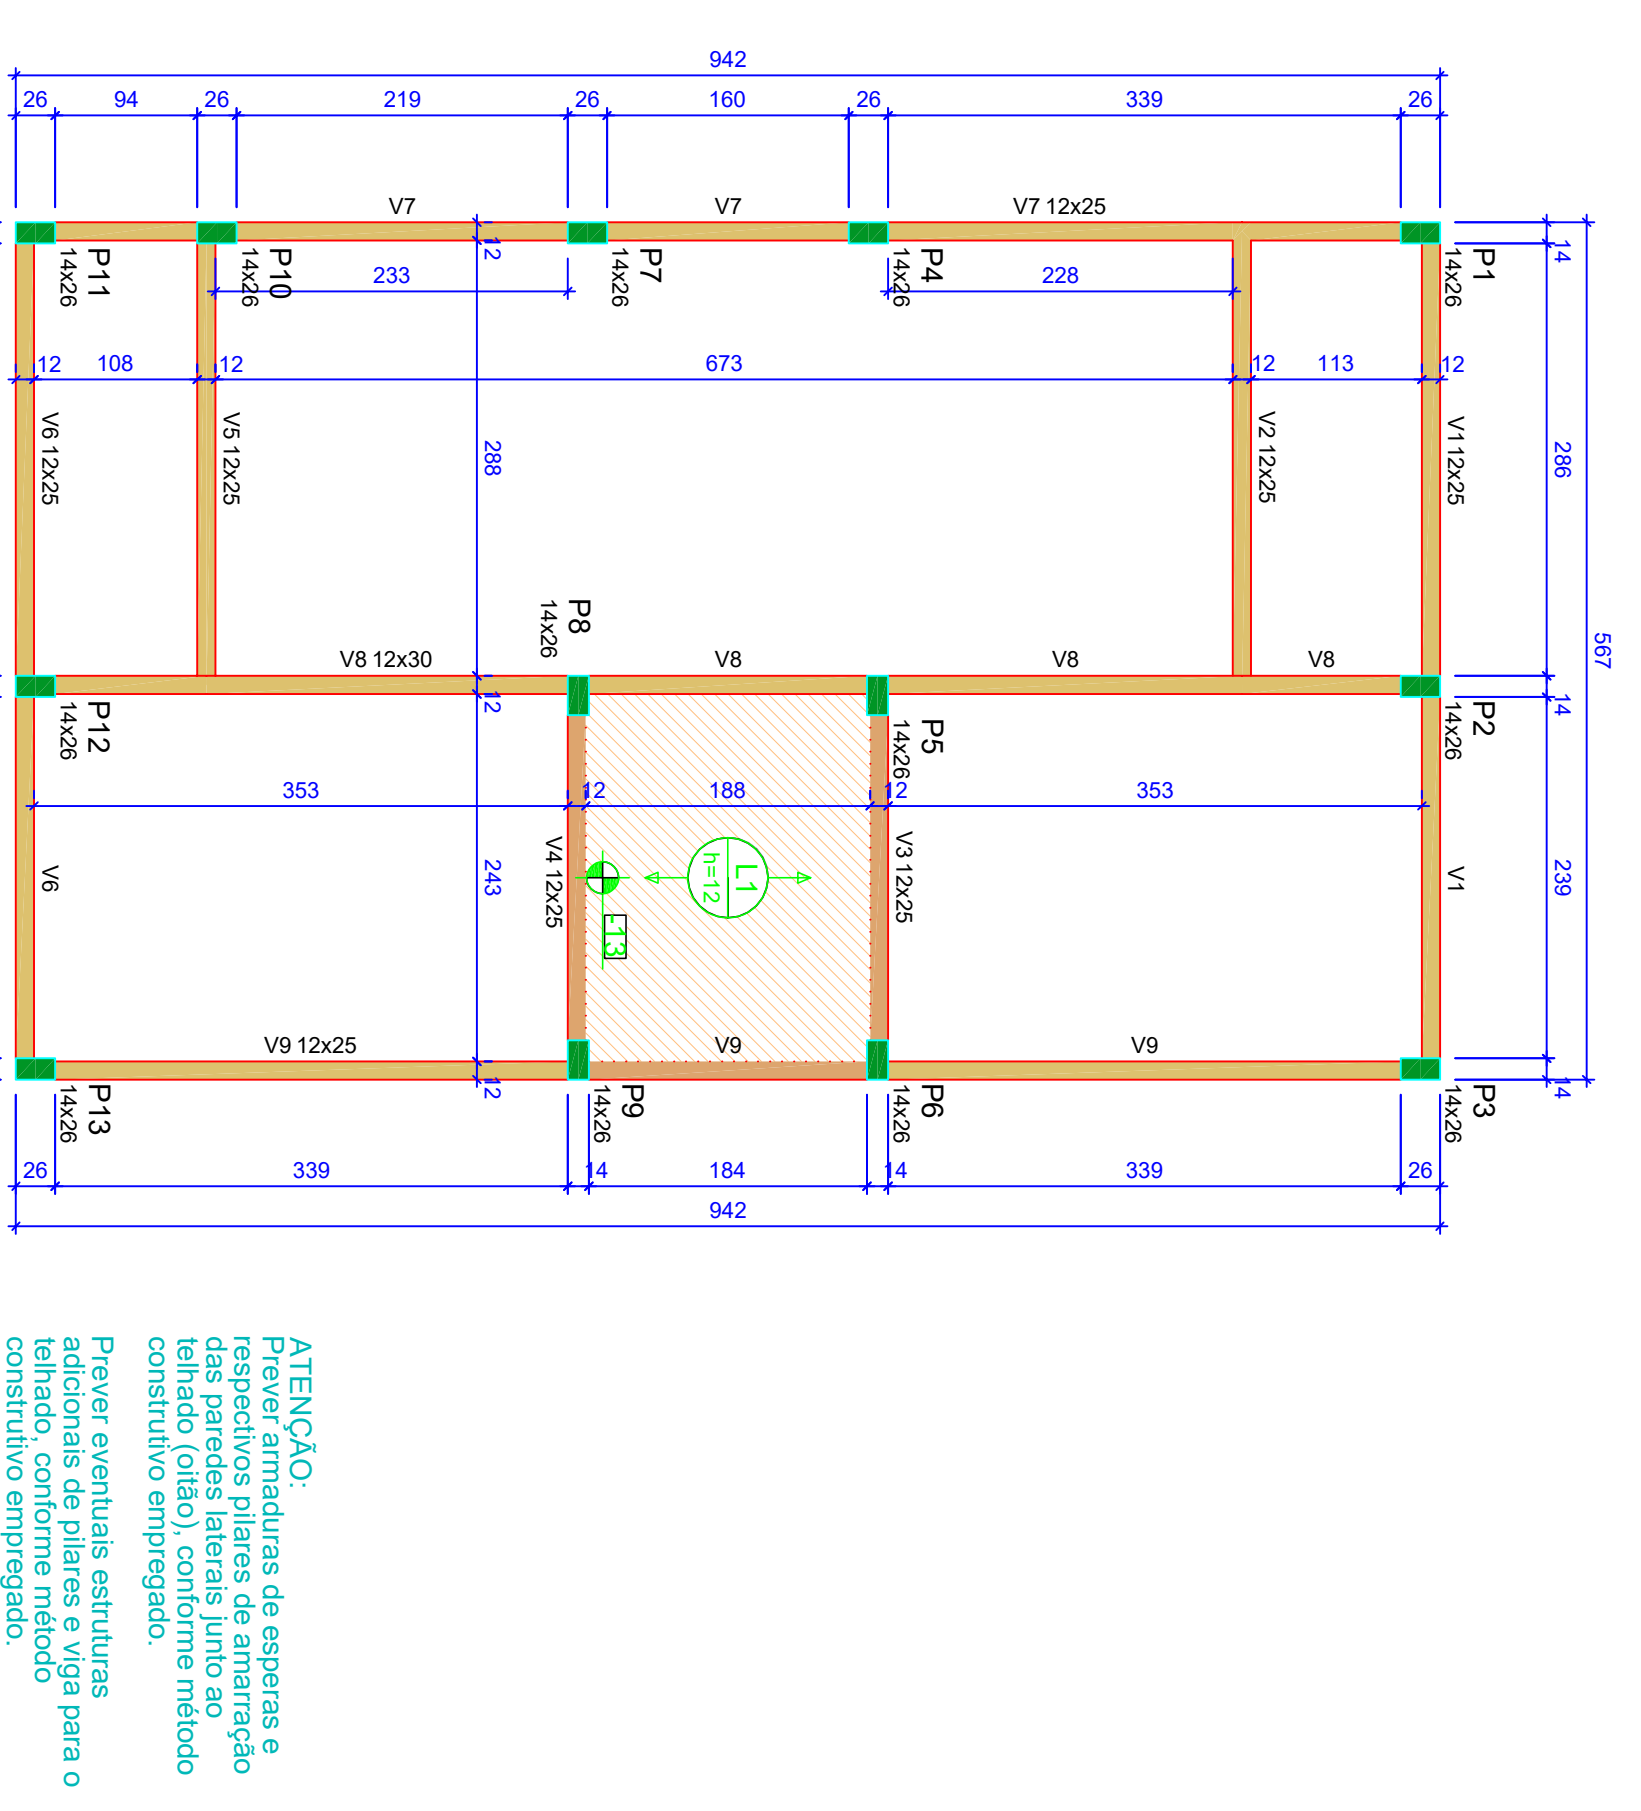 942
26
94
26
219
26
160
26
339
26
V7
V7
V7 12x25
12
14
P11
14x26
P10
14x26
P7
14x26
P4
14x26
P1
14x26
233
228
12
108
12
673
12
113
12
V6 12x25
V5 12x25
288
V2 12x25
V1 12x25
286
567
P8
14x26
V8 12x30
V8
V8
V8
12
14
P12
14x26
P5
14x26
P2
14x26
353
12
188
12
353
V6
243
V4 12x25
L1
h=12
-13
V3 12x25
V1
239
V9 12x25
V9
V9
12
14
P13
14x26
P9
14x26
P6
14x26
P3
14x26
26
339
14
184
14
339
26
942
ATENÇÃO:
Prever armaduras de esperas e
respectivos pilares de amarração
das paredes laterais junto ao
telhado (oitão), conforme método
construtivo empregado.
Prever eventuais estruturas
adicionais de pilares e viga para o
telhado, conforme método
construtivo empregado.